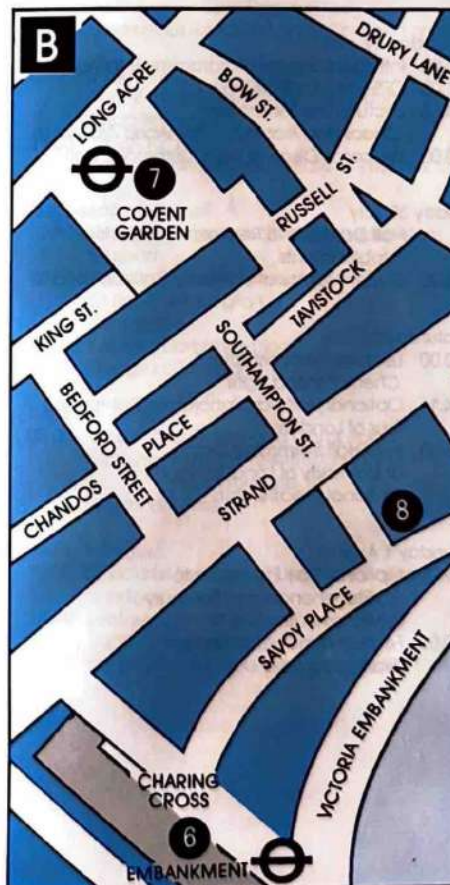 B
DRURY LANE
BOW ST.
LONG ACRE
7
COVENT
GARDEN
RUSSELL ST.
TAVISTOCK
KING ST.
SOUTHAMPTON ST.
BEDFORD STREET
CHANDOS PLACE
STRAND
8
SAVOY PLACE
VICTORIA EMBANKMENT
CHARING
CROSS
6
EMBANKMENT